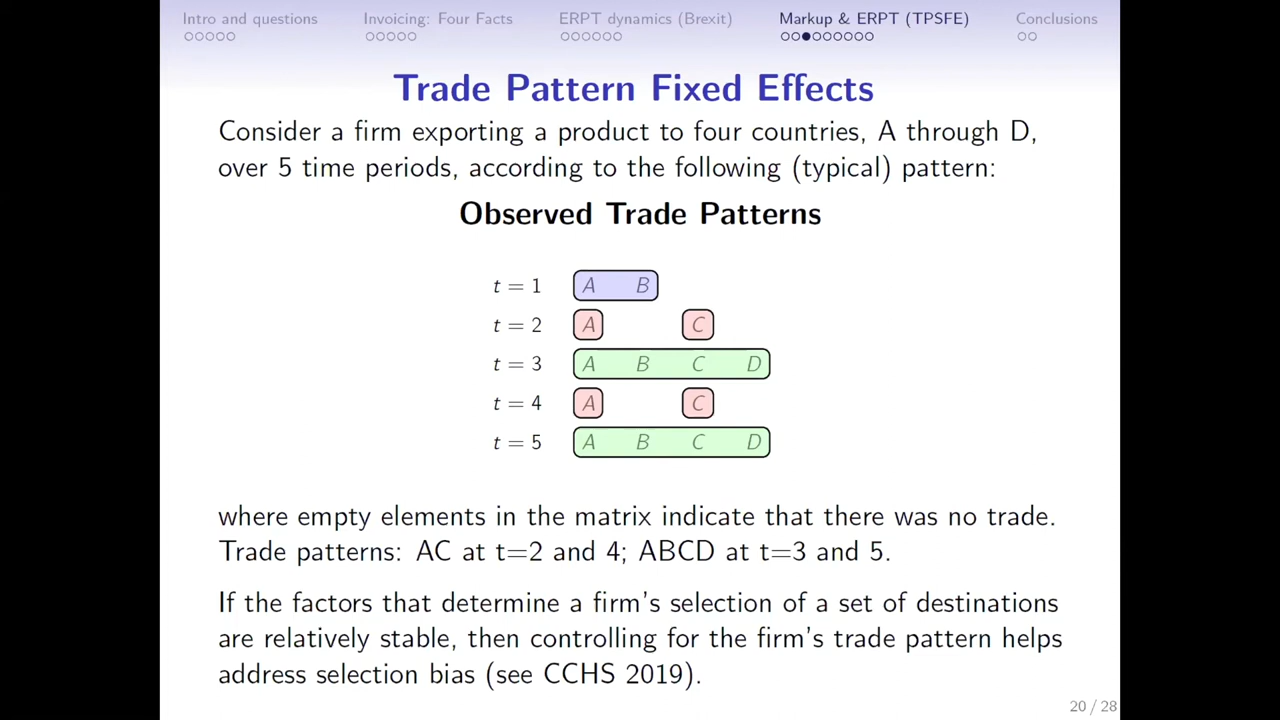 Intro and questions Invoicing: Four Facts ERPT dynamics (Brexit) Markup & ERPT (TPSFE) Conclusions
Trade Pattern Fixed Effects
Consider a firm exporting a product to four countries, A through D,
over 5 time periods, according to the following (typical) pattern:
Observed Trade Patterns
t = 1 A B
t = 2 A C
t = 3 A B C D
t = 4 A C
t = 5 A B C D
where empty elements in the matrix indicate that there was no trade.
Trade patterns: AC at t=2 and 4; ABCD at t=3 and 5.
If the factors that determine a firm's selection of a set of destinations
are relatively stable, then controlling for the firm's trade pattern helps
address selection bias (see CCHS 2019).
20 / 28